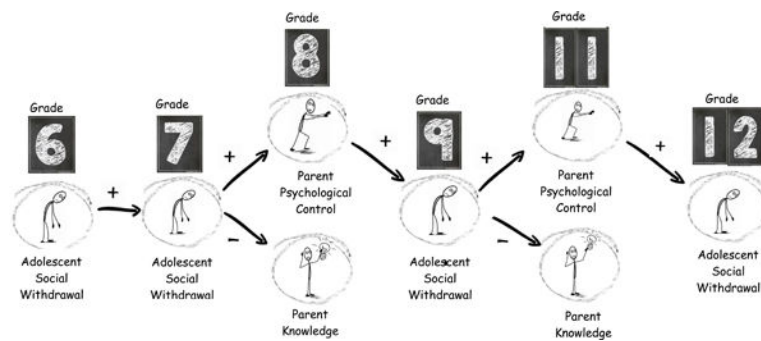 Grade
6
Adolescent
Social
Withdrawal
+
Grade
7
Adolescent
Social
Withdrawal
+
-
Grade
8
Parent
Psychological
Control
Parent
Knowledge
+
Grade
9
Adolescent
Social
Withdrawal
+
-
Grade
11
Parent
Psychological
Control
Parent
Knowledge
+
Grade
12
Adolescent
Social
Withdrawal